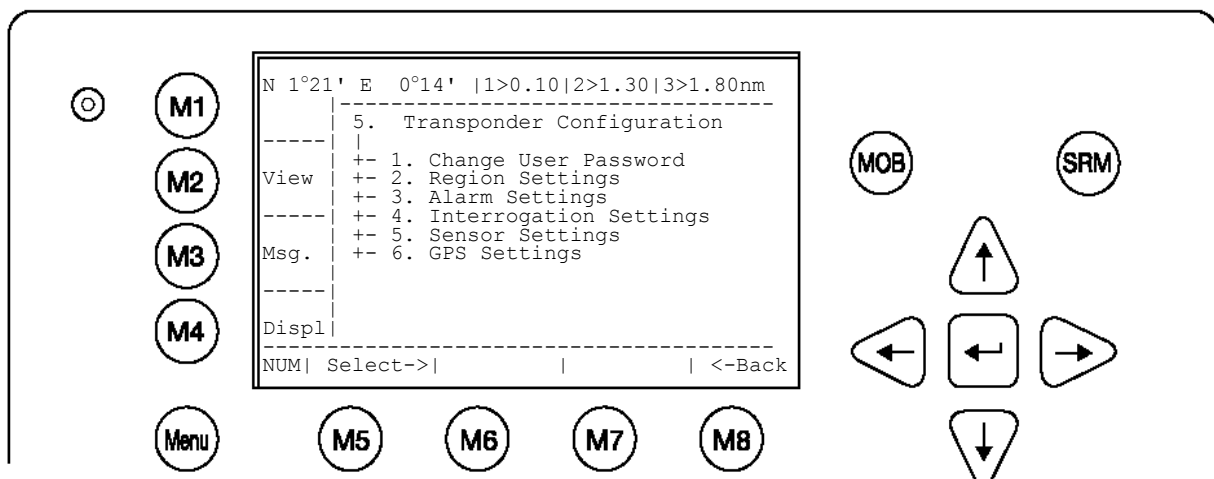 N 1°21' E 0°14' |1>0.10|2>1.30|3>1.80nm
M1
5. Transponder Configuration
+- 1. Change User Password
MOB
SRM
M2
View
+- 2. Region Settings
+- 3. Alarm Settings
+- 4. Interrogation Settings
+- 5. Sensor Settings
M3
Msg.
+- 6. GPS Settings
M4
Displ
NUM| Select->| | | <-Back
Menu
M5
M6
M7
M8